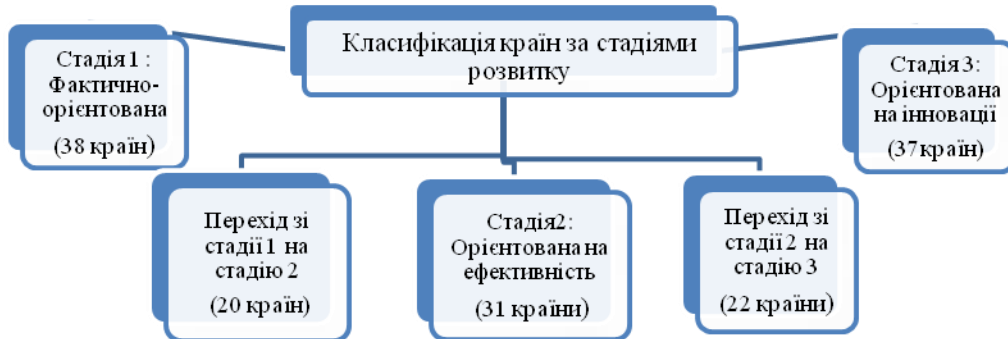 Класифікація країн за стадіями
розвитку
Стадія 1 :
Фактично-
орієнтована
(38 країн)
Стадія 3:
Орієнтована
на інновації
(37країн)
Перехід зі
стадії 1 на
стадію 2
(20 країн)
Стадія2:
Орієнтована на
ефективність
(31 країни)
Перехід зі
стадії 2 на
стадію 3
(22 країни)